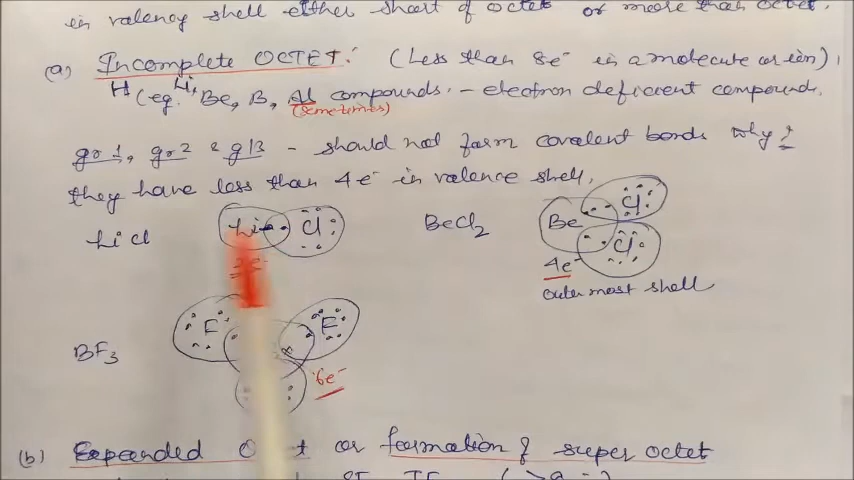 in valency shell either short of octet or more than octet.
(a) Incomplete OCTET: (Less than 8e⁻ in a molecule or ion).
H (eg. Li, Be, B, Al compounds. - electron deficient compounds.
(sometimes)
gr 1, gr 2 & g13 - should not form covalent bonds why?
they have less than 4e⁻ in valence shell.
LiCl Li Cl BeCl₂ Be Cl Cl
2e⁻ 4e⁻
outermost shell
BF₃ F F
6e⁻
(b) Expanded or formation of super octet